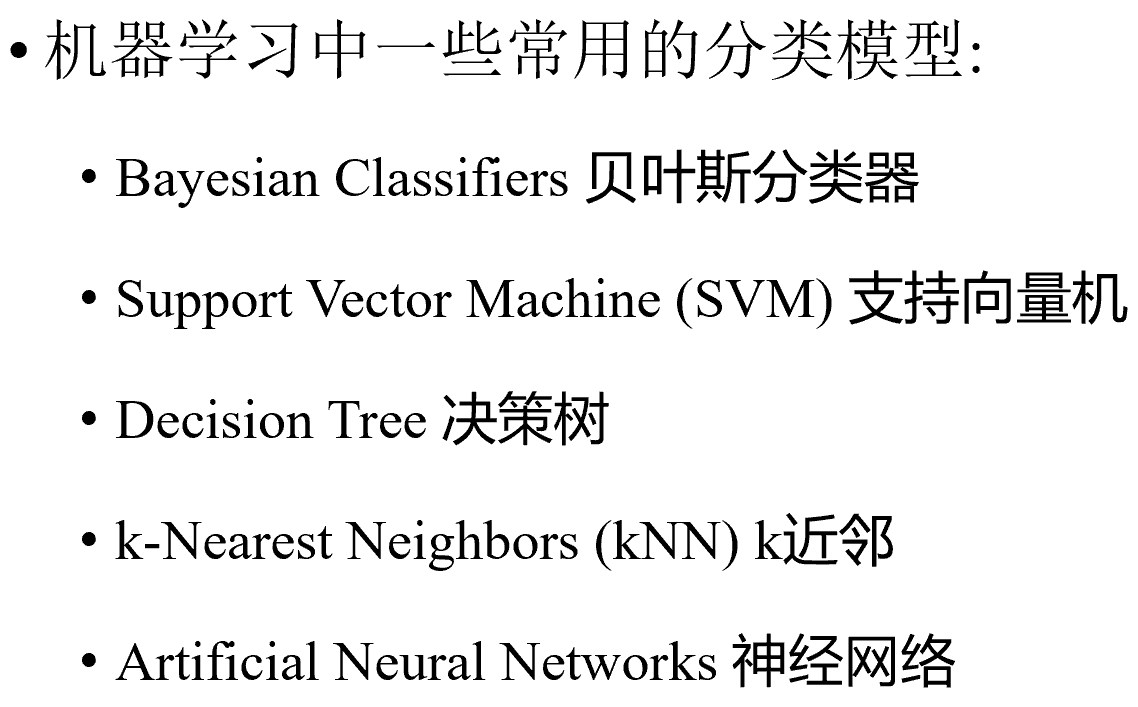 • 机器学习中一些常用的分类模型:
• Bayesian Classifiers 贝叶斯分类器
• Support Vector Machine (SVM) 支持向量机
• Decision Tree 决策树
• k-Nearest Neighbors (kNN) k近邻
• Artificial Neural Networks 神经网络